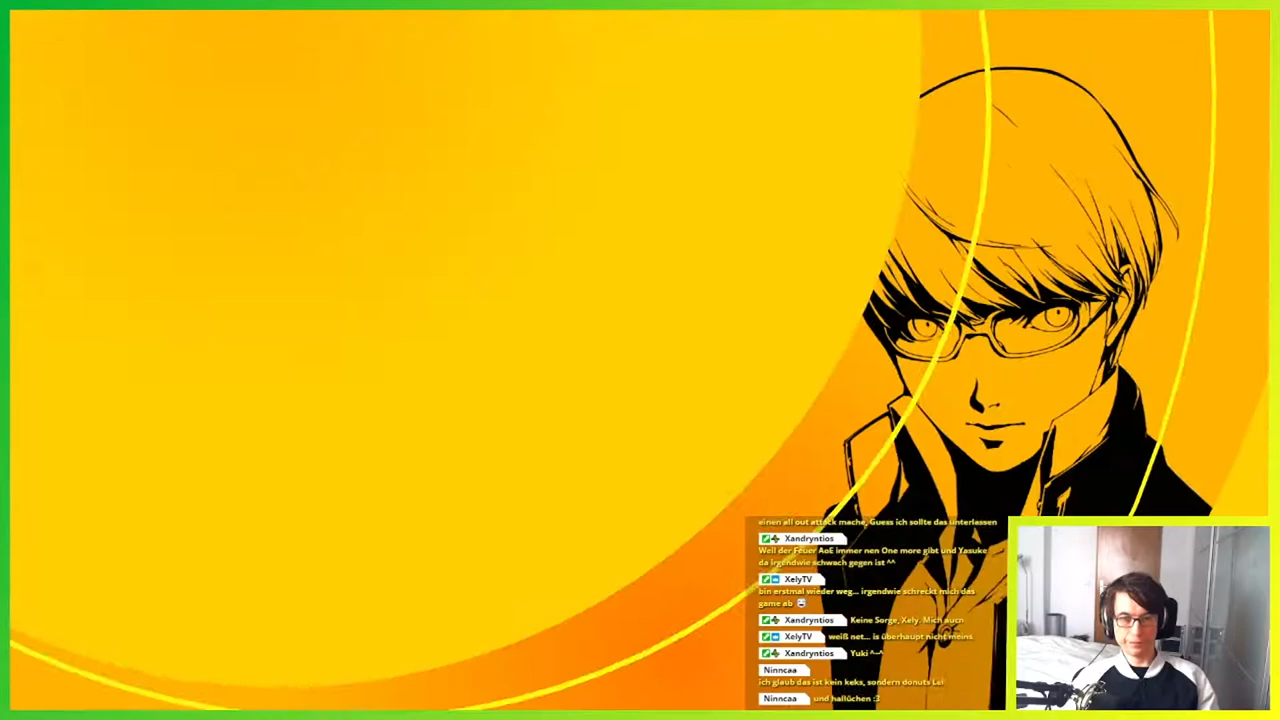 einen all out attack mache, Guess ich sollte das unterlassen
Xandryntios
Weil der Feuer AoE immer nen One more gibt und Yasuke
da irgendwie schwach gegen ist ^^
XelyTV
bin erstmal wieder weg... irgendwie schreckt mich das
game ab
Xandryntios Keine Sorge, Xely. Mich auch
XelyTV weiß net... is überhaupt nicht meins
Xandryntios Yuki ^~^
Ninncaa
ich glaub das ist kein keks, sondern donuts Lel
Ninncaa und hallüchen :3